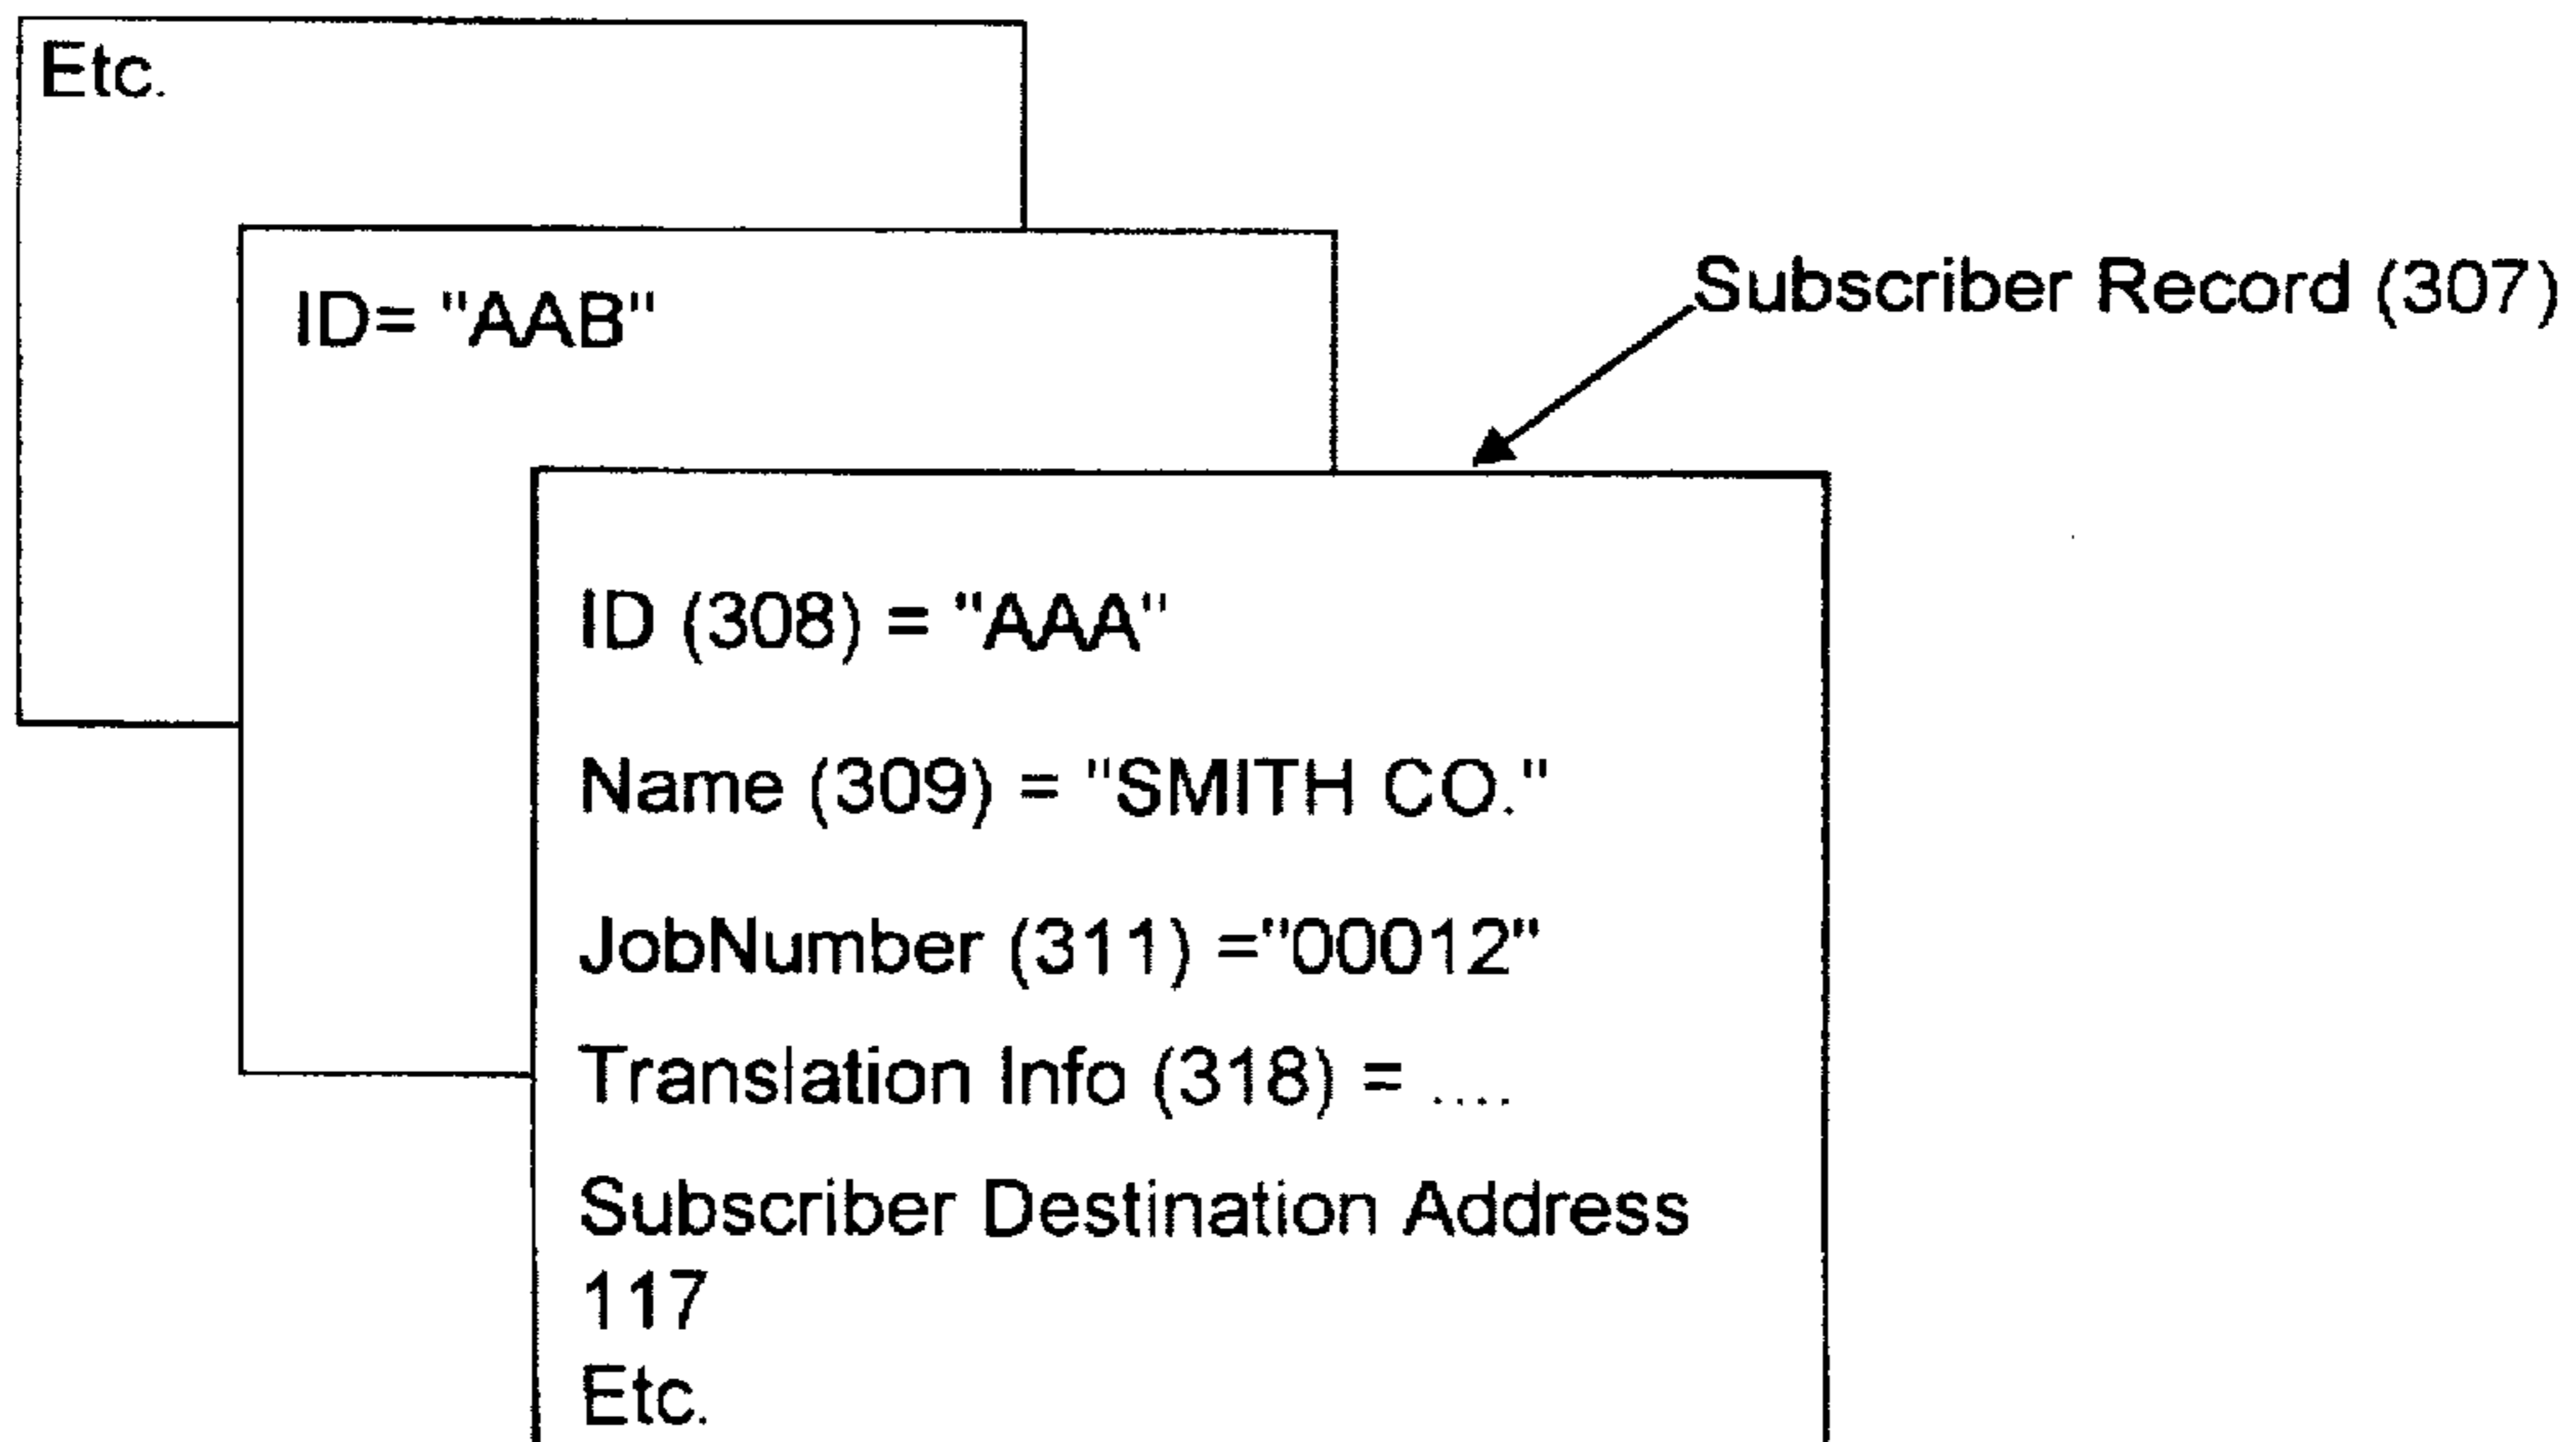 Etc.
ID= "AAB"
Subscriber Record (307)
ID (308) = "AAA"
Name (309) = "SMITH CO."
JobNumber (311) ="00012"
Translation Info (318) = ....
Subscriber Destination Address
117
Etc.